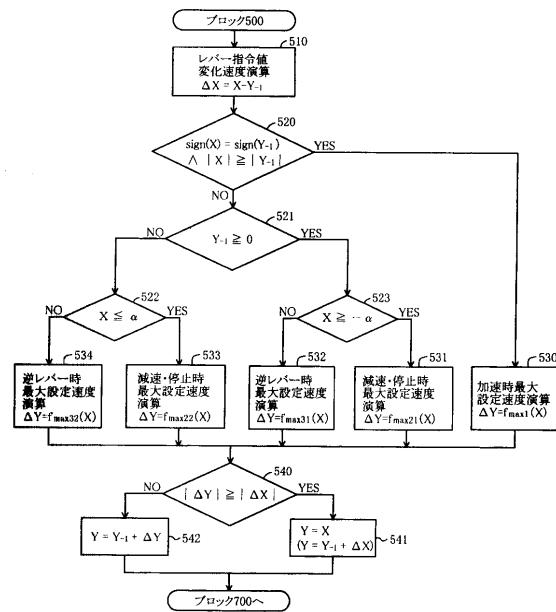 ブロック500
510
レバー指令値
変化速度演算
ΔX = X-Y₋₁
520
sign(X) = sign(Y₋₁)
∧ |X| ≧ |Y₋₁|
YES
NO
521
Y₋₁ ≧ 0
NO
YES
522
X ≦ α
NO
YES
523
X ≧ -α
NO
YES
534
逆レバー時
最大設定速度
演算
ΔY=fmax32(X)
533
減速・停止時
最大設定速度
演算
ΔY=fmax22(X)
532
逆レバー時
最大設定速度
演算
ΔY=fmax31(X)
531
減速・停止時
最大設定速度
演算
ΔY=fmax21(X)
530
加速時最大
設定速度演算
ΔY=fmax1(X)
540
|ΔY| ≧ |ΔX|
NO
YES
Y = Y₋₁ + ΔY
542
Y = X
(Y = Y₋₁ + ΔX)
541
ブロック700へ